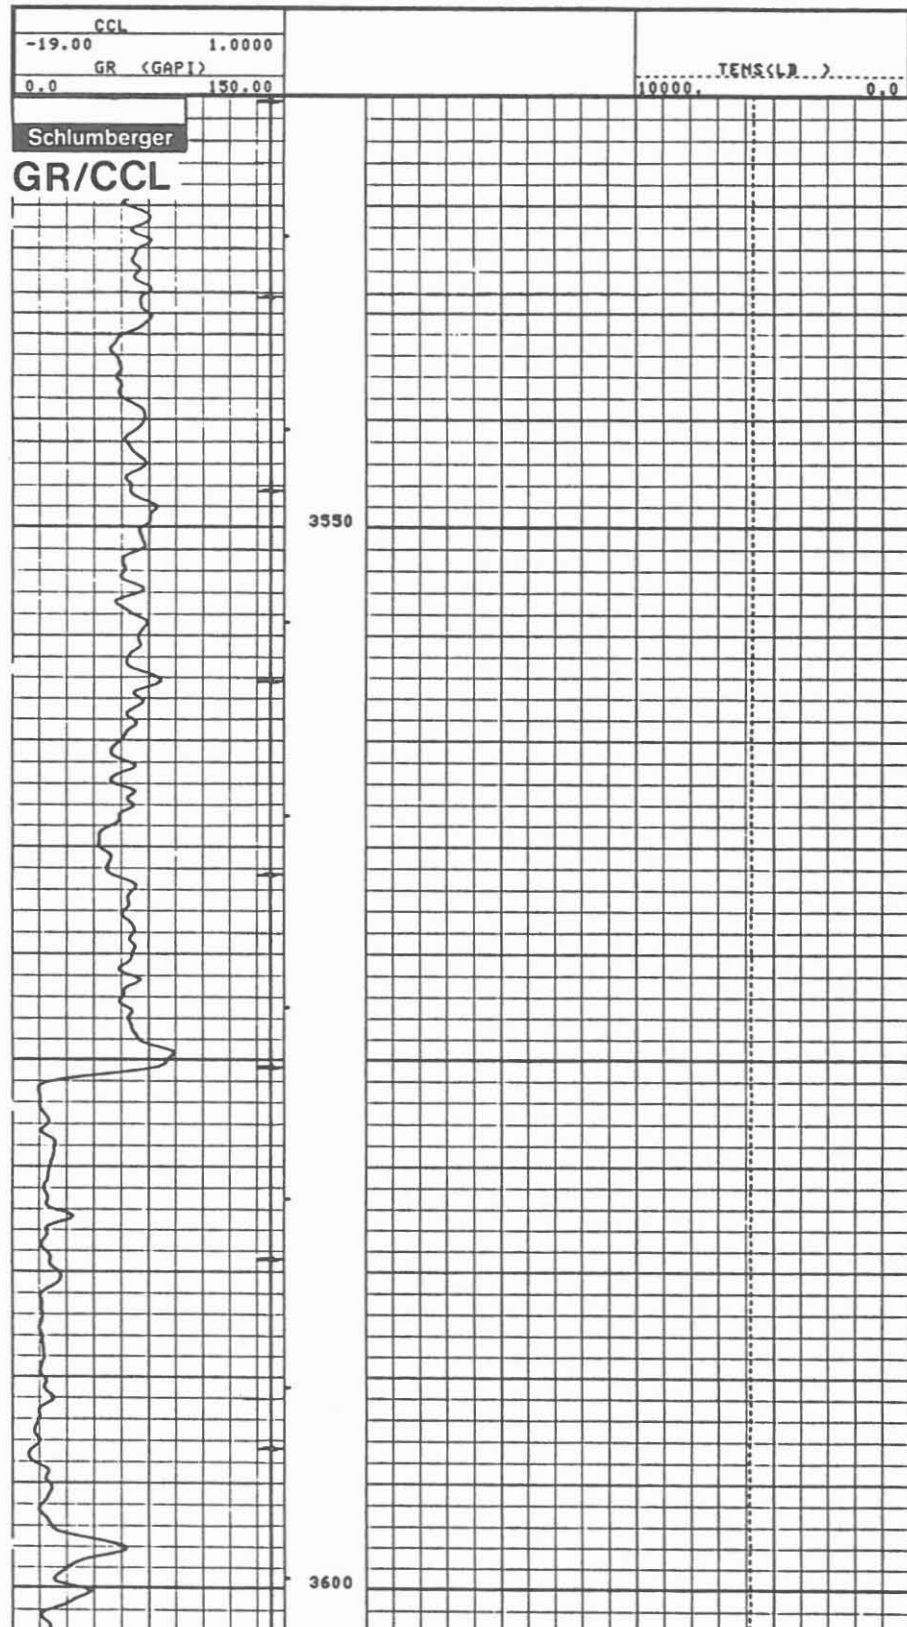 CCL
-19.00 1.0000
GR (GAPI)
0.0 150.00
TENS(LB )
10000. 0.0
Schlumberger
GR/CCL
3550
3600